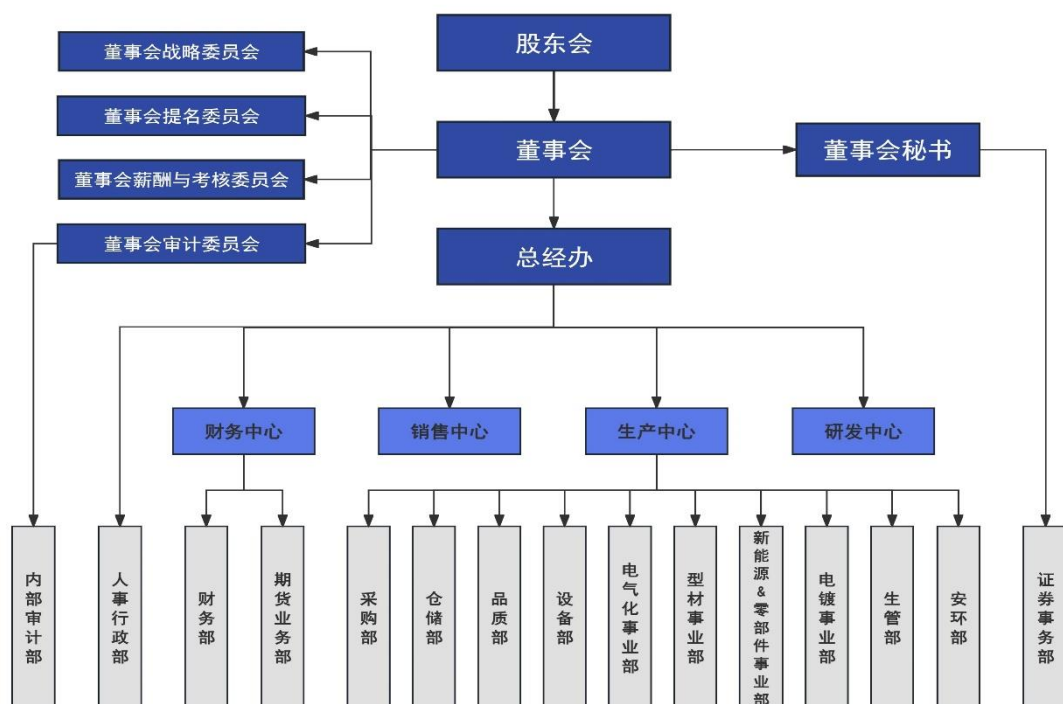 股东会
董事会战略委员会
董事会提名委员会
董事会
董事会秘书
董事会薪酬与考核委员会
董事会审计委员会
总经办
财务中心
销售中心
生产中心
研发中心
内部审计部
人事行政部
财务部
期货业务部
采购部
仓储部
品质部
设备部
电气化事业部
型材事业部
新能源&零部件事业部
电镀事业部
生管部
安环部
证券事务部